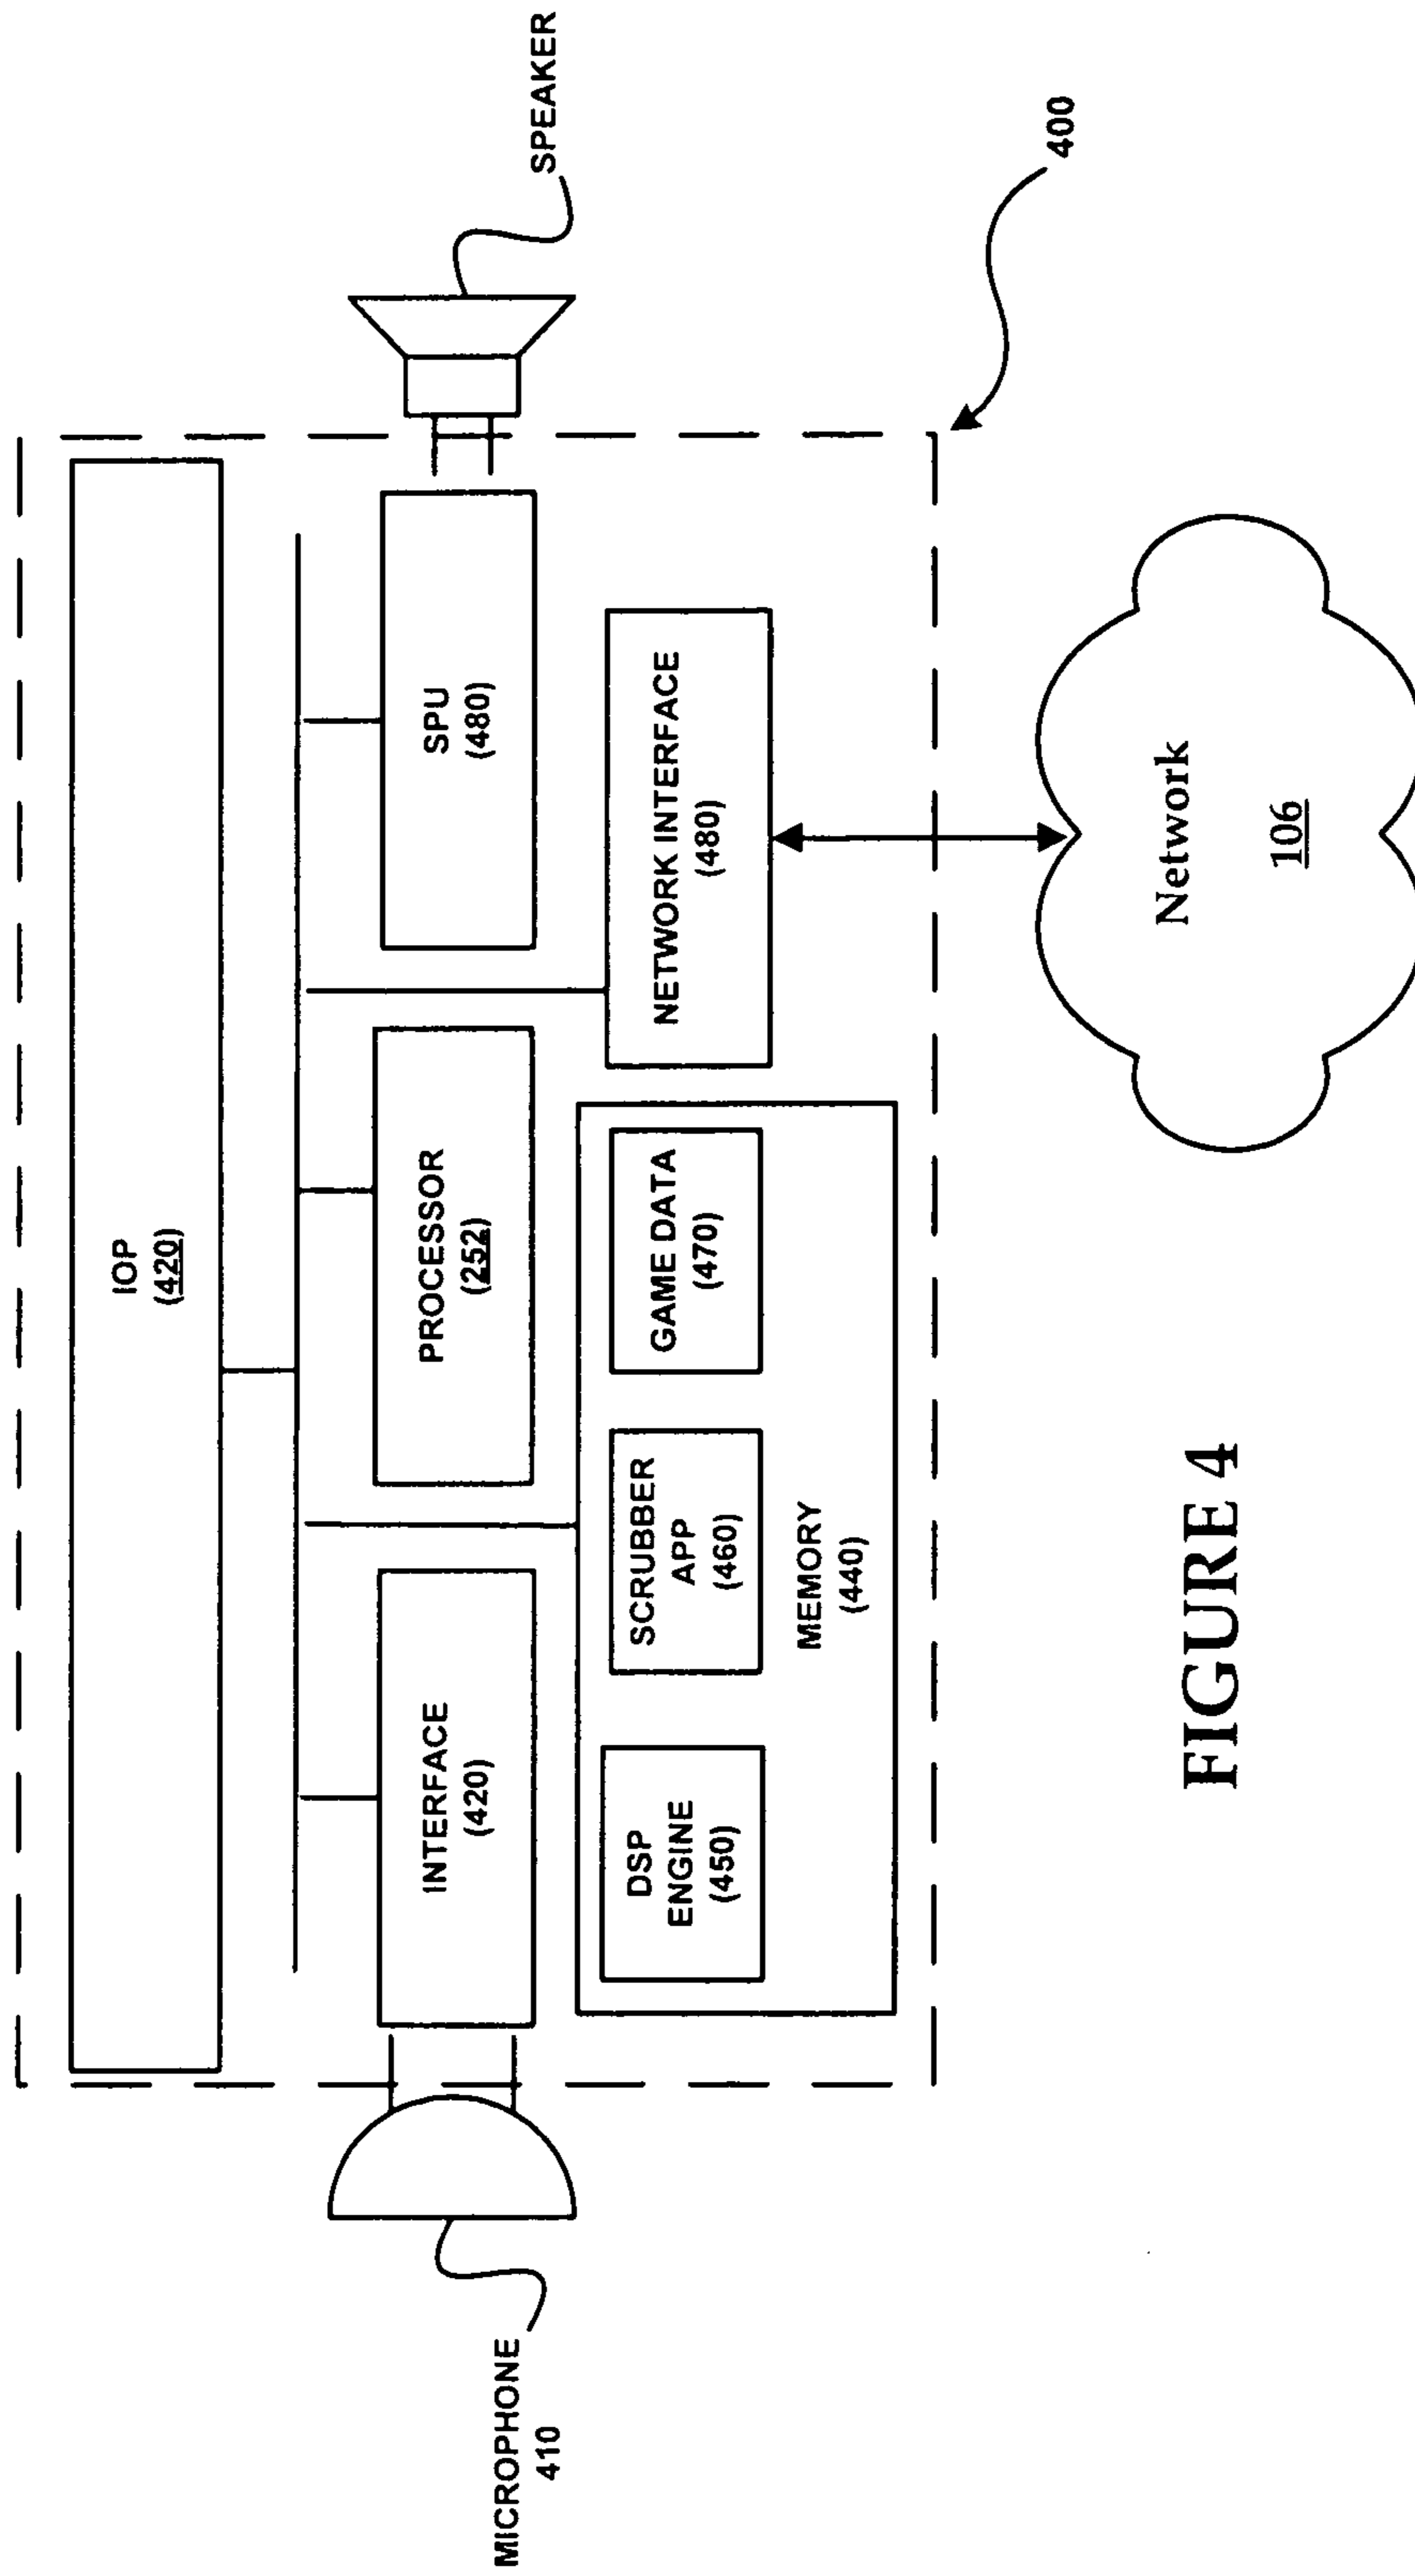 IOP
(420)
MICROPHONE
410
INTERFACE
(420)
PROCESSOR
(252)
SPU
(480)
SPEAKER
DSP
ENGINE
(450)
SCRUBBER
APP
(460)
GAME DATA
(470)
MEMORY
(440)
NETWORK INTERFACE
(480)
400
Network
106
FIGURE 4